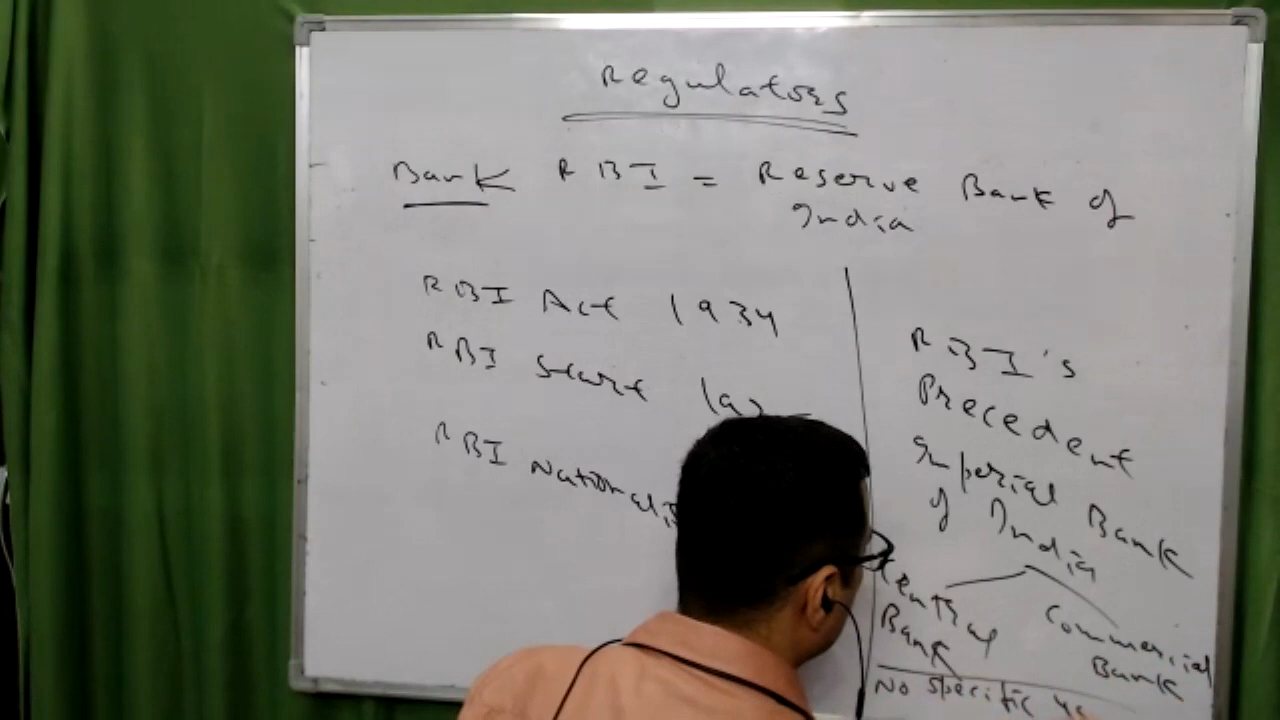 Regulators
Bank RBI = Reserve Bank of
India
RBI Act 1934
RBI Start
RBI
RBI's
Precedent
Imperial Bank
of India
Central
Bank
Commercial
Bank
No specific